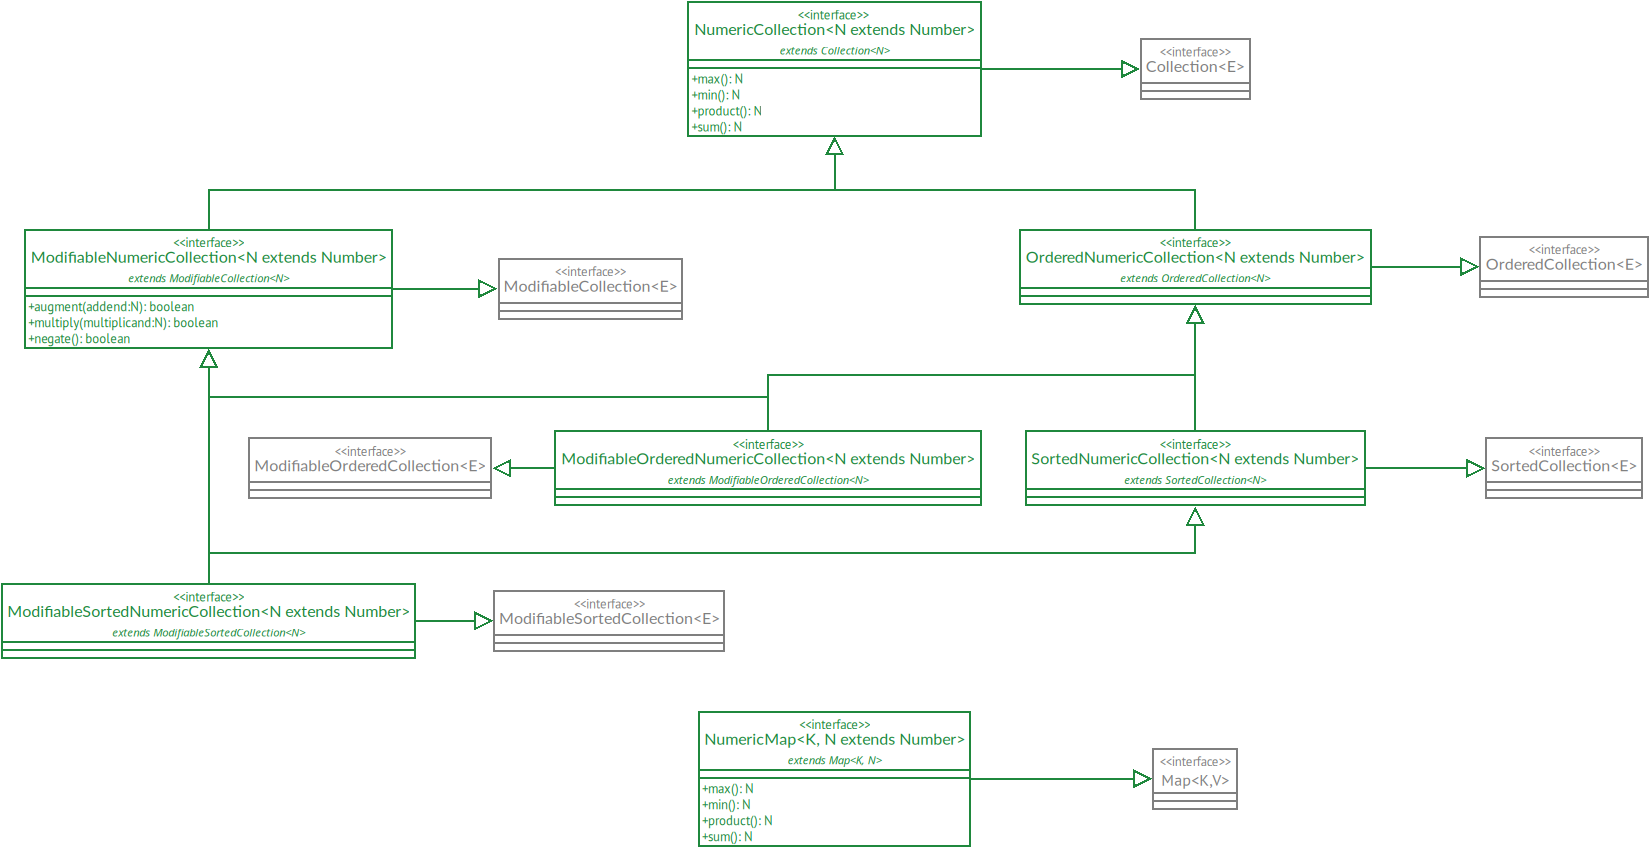 <<interface>>
NumericCollection<N extends Number>
extends Collection<N>
+max(): N
+min(): N
+product(): N
+sum(): N
<<interface>>
Collection<E>
<<interface>>
ModifiableNumericCollection<N extends Number>
extends ModifiableCollection<N>
+augment(addend:N): boolean
+multiply(multiplicand:N): boolean
+negate(): boolean
<<interface>>
ModifiableCollection<E>
<<interface>>
OrderedNumericCollection<N extends Number>
extends OrderedCollection<N>
<<interface>>
OrderedCollection<E>
<<interface>>
ModifiableOrderedCollection<E>
<<interface>>
ModifiableOrderedNumericCollection<N extends Number>
extends ModifiableOrderedCollection<N>
<<interface>>
SortedNumericCollection<N extends Number>
extends SortedCollection<N>
<<interface>>
SortedCollection<E>
<<interface>>
ModifiableSortedNumericCollection<N extends Number>
extends ModifiableSortedCollection<N>
<<interface>>
ModifiableSortedCollection<E>
<<interface>>
NumericMap<K, N extends Number>
extends Map<K, N>
+max(): N
+min(): N
+product(): N
+sum(): N
<<interface>>
Map<K,V>